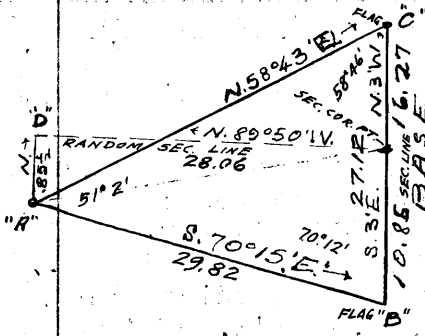 FLAG "C"
N. 58°43' E.
58°46'
N. 3' W.
16.27
BASE
SEC. COR. PT.
"D"
N. 89°50' W.
RANDOM SEC. LINE
28.06
N.
.85½
"A"
51°2'
S. 3' E. 27.12
10.85 SEC. LINE
S. 70°15' E.
70°12'
29.82
FLAG "B"